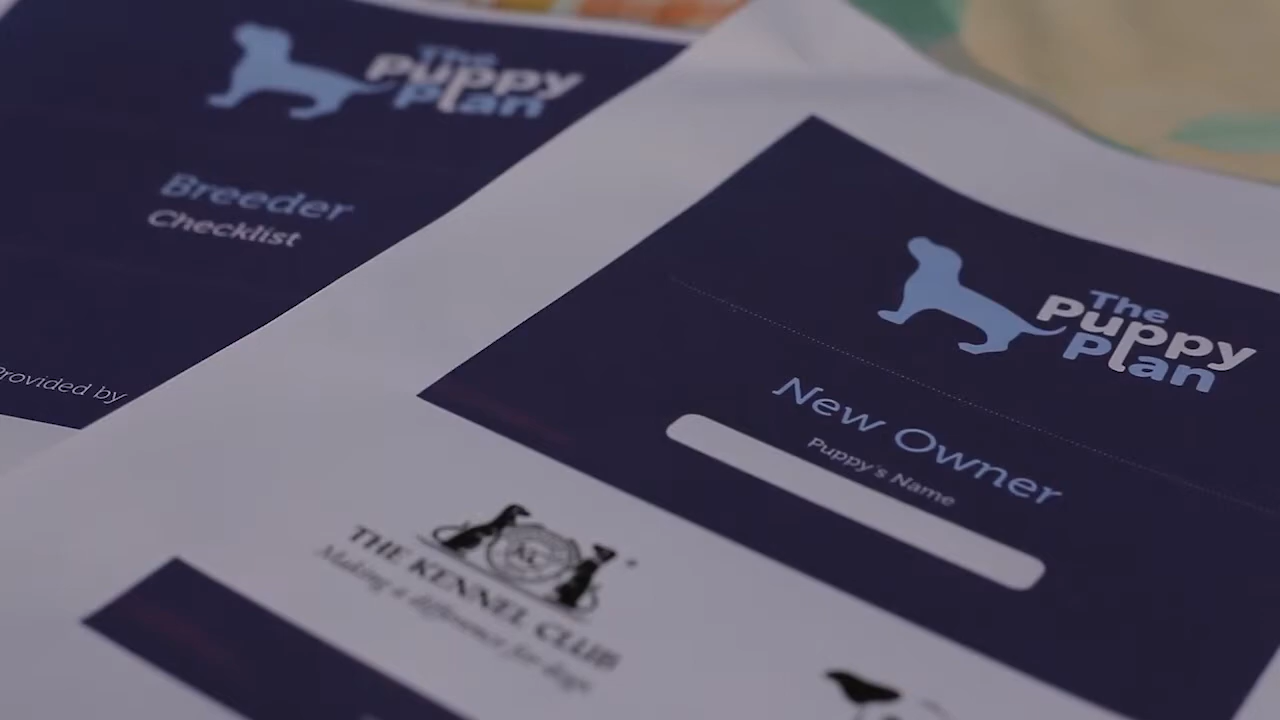 The
Puppy
Plan
Breeder
Checklist
Provided by
The
Puppy
Plan
New Owner
Puppy's Name
KC
THE KENNEL CLUB
Making a difference for dogs